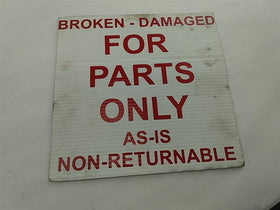 BROKEN - DAMAGED
FOR
PARTS
ONLY
AS-IS
NON-RETURNABLE